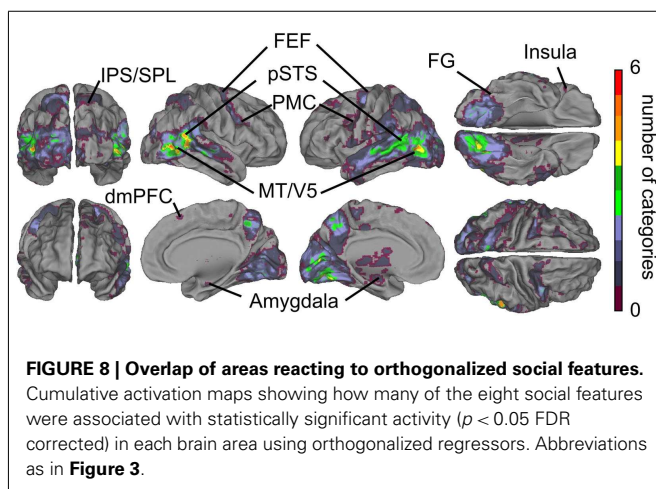 FEF
IPS/SPL
pSTS
PMC
FG
Insula
6
number of categories
MT/V5
dmPFC
Amygdala
0
FIGURE 8 | Overlap of areas reacting to orthogonalized social features.
Cumulative activation maps showing how many of the eight social features
were associated with statistically significant activity (p < 0.05 FDR
corrected) in each brain area using orthogonalized regressors. Abbreviations
as in Figure 3.